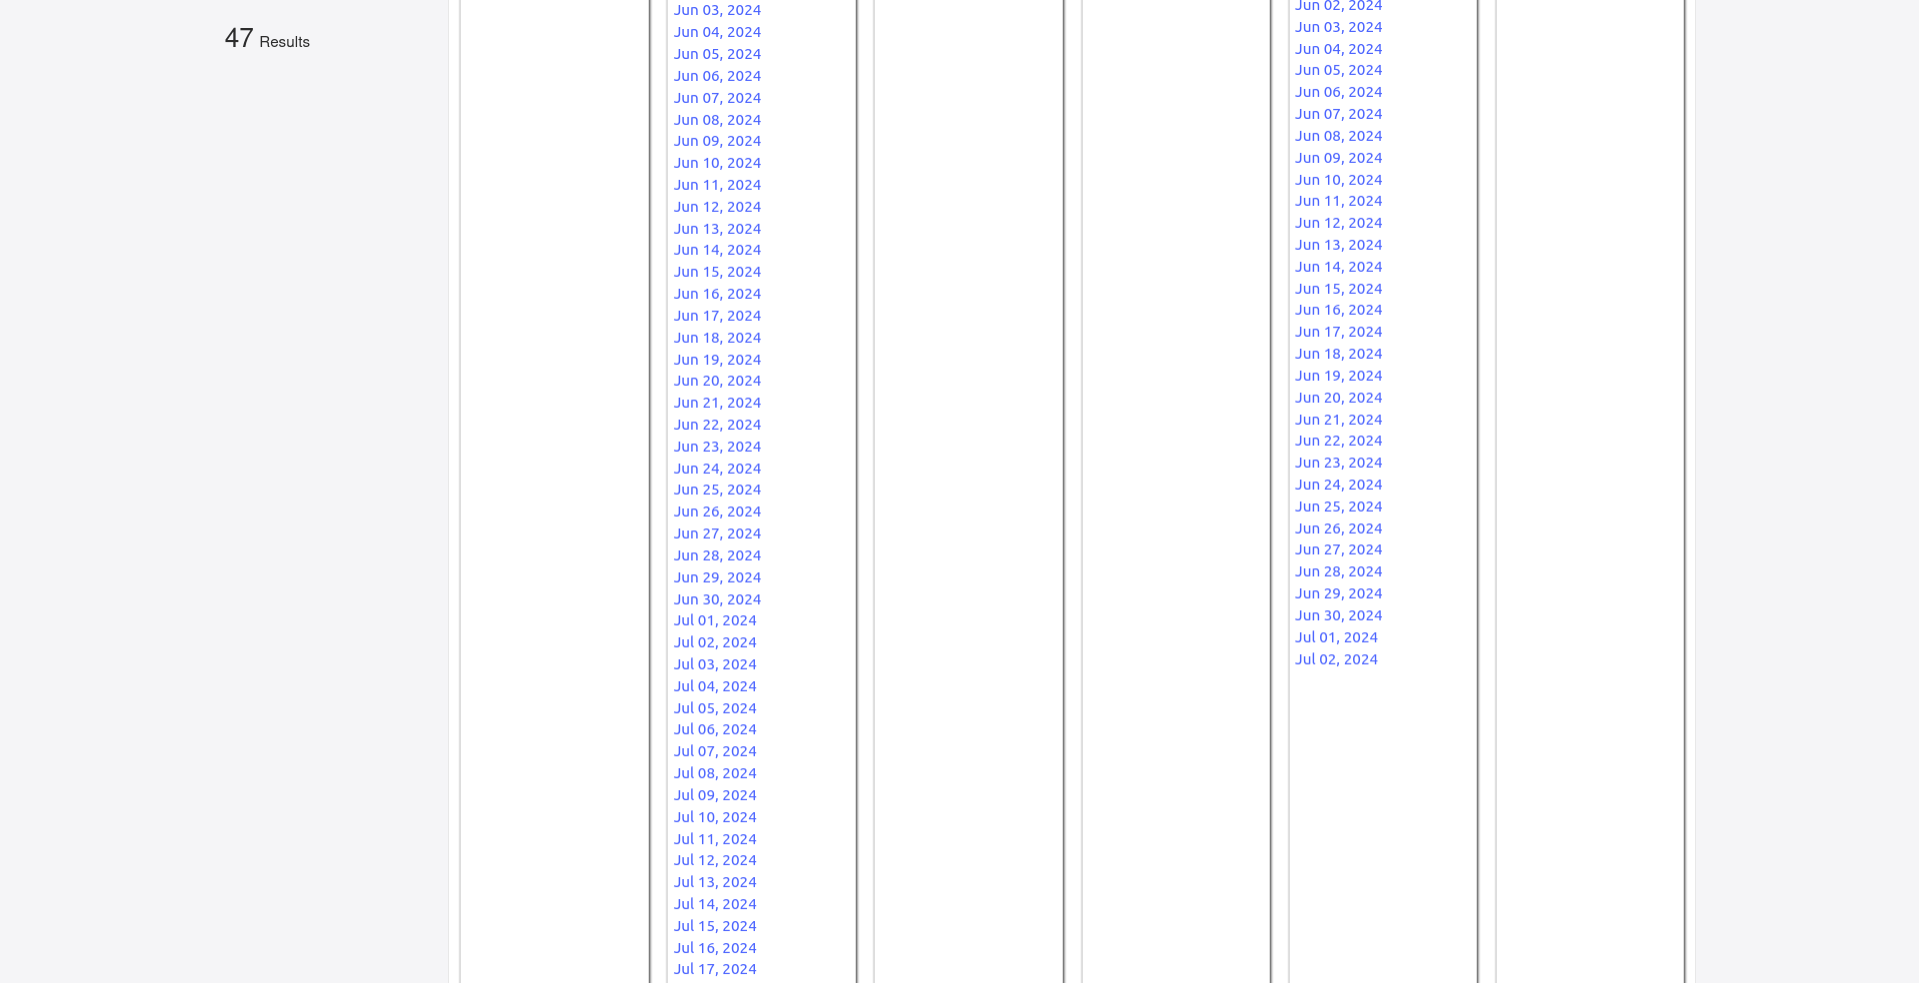 47 Results
Jun 03, 2024
Jun 04, 2024
Jun 05, 2024
Jun 06, 2024
Jun 07, 2024
Jun 08, 2024
Jun 09, 2024
Jun 10, 2024
Jun 11, 2024
Jun 12, 2024
Jun 13, 2024
Jun 14, 2024
Jun 15, 2024
Jun 16, 2024
Jun 17, 2024
Jun 18, 2024
Jun 19, 2024
Jun 20, 2024
Jun 21, 2024
Jun 22, 2024
Jun 23, 2024
Jun 24, 2024
Jun 25, 2024
Jun 26, 2024
Jun 27, 2024
Jun 28, 2024
Jun 29, 2024
Jun 30, 2024
Jul 01, 2024
Jul 02, 2024
Jul 03, 2024
Jul 04, 2024
Jul 05, 2024
Jul 06, 2024
Jul 07, 2024
Jul 08, 2024
Jul 09, 2024
Jul 10, 2024
Jul 11, 2024
Jul 12, 2024
Jul 13, 2024
Jul 14, 2024
Jul 15, 2024
Jul 16, 2024
Jul 17, 2024
Jun 02, 2024
Jun 03, 2024
Jun 04, 2024
Jun 05, 2024
Jun 06, 2024
Jun 07, 2024
Jun 08, 2024
Jun 09, 2024
Jun 10, 2024
Jun 11, 2024
Jun 12, 2024
Jun 13, 2024
Jun 14, 2024
Jun 15, 2024
Jun 16, 2024
Jun 17, 2024
Jun 18, 2024
Jun 19, 2024
Jun 20, 2024
Jun 21, 2024
Jun 22, 2024
Jun 23, 2024
Jun 24, 2024
Jun 25, 2024
Jun 26, 2024
Jun 27, 2024
Jun 28, 2024
Jun 29, 2024
Jun 30, 2024
Jul 01, 2024
Jul 02, 2024